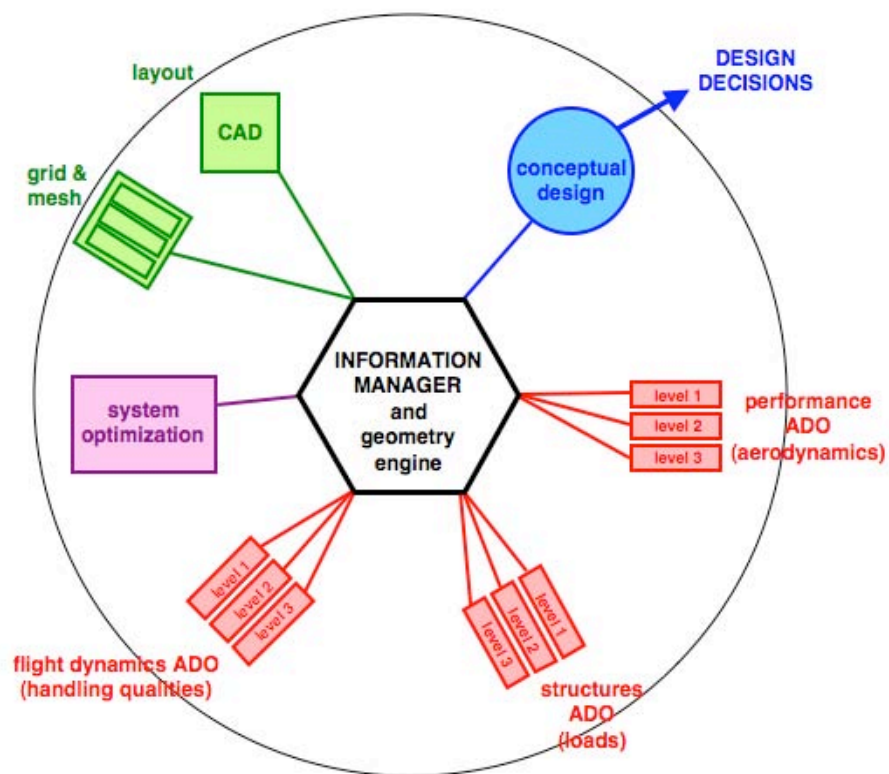 layout
CAD
grid &
mesh
DESIGN
DECISIONS
conceptual
design
INFORMATION
MANAGER
and
geometry
engine
system
optimization
level 1
level 2
level 3
performance
ADO
(aerodynamics)
level 1
level 2
level 3
flight dynamics ADO
(handling qualities)
level 3
level 2
level 1
structures
ADO
(loads)